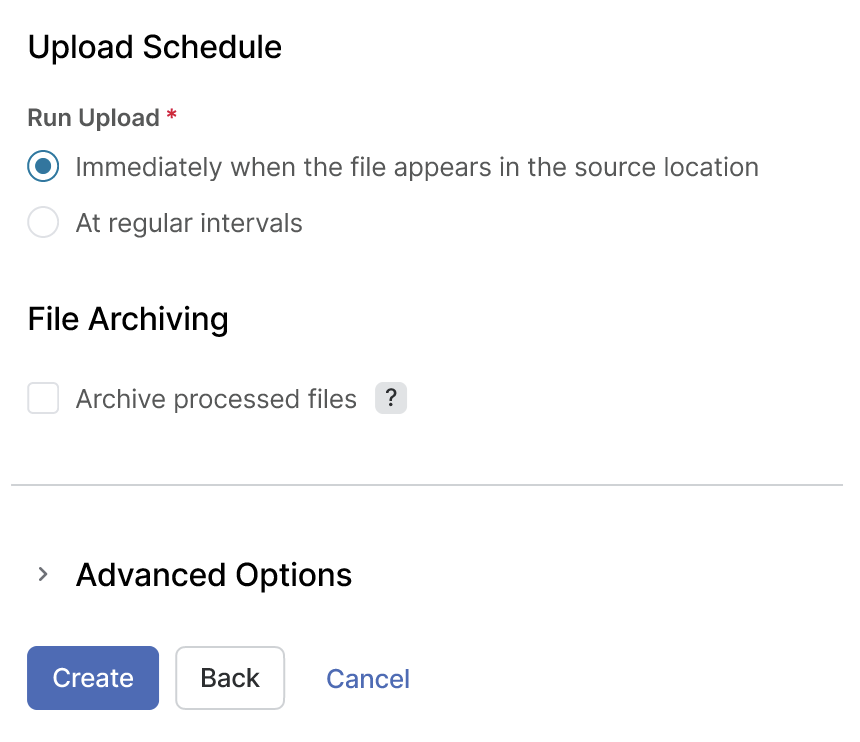 Upload Schedule
Run Upload *
Immediately when the file appears in the source location
At regular intervals
File Archiving
Archive processed files ?
Advanced Options
Create Back Cancel